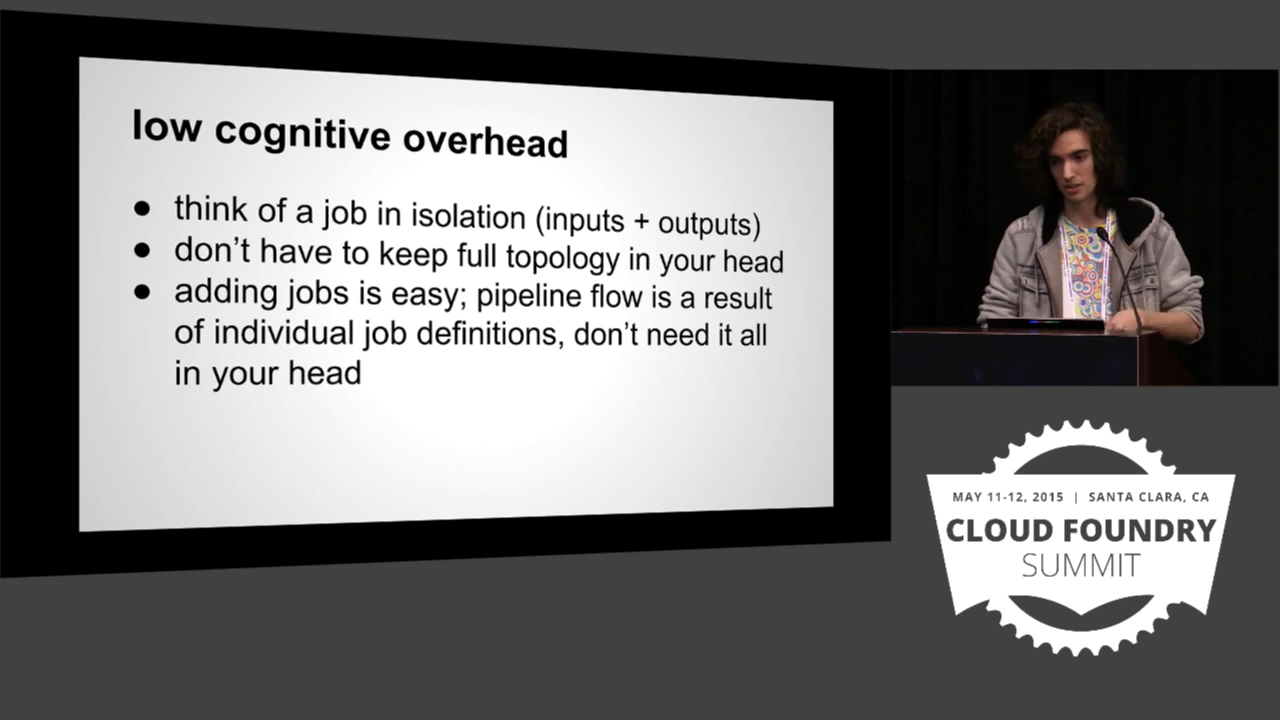 low cognitive overhead
● think of a job in isolation (inputs + outputs)
● don’t have to keep full topology in your head
● adding jobs is easy; pipeline flow is a result
of individual job definitions, don’t need it all
in your head
MAY 11-12, 2015 | SANTA CLARA, CA
CLOUD FOUNDRY
SUMMIT